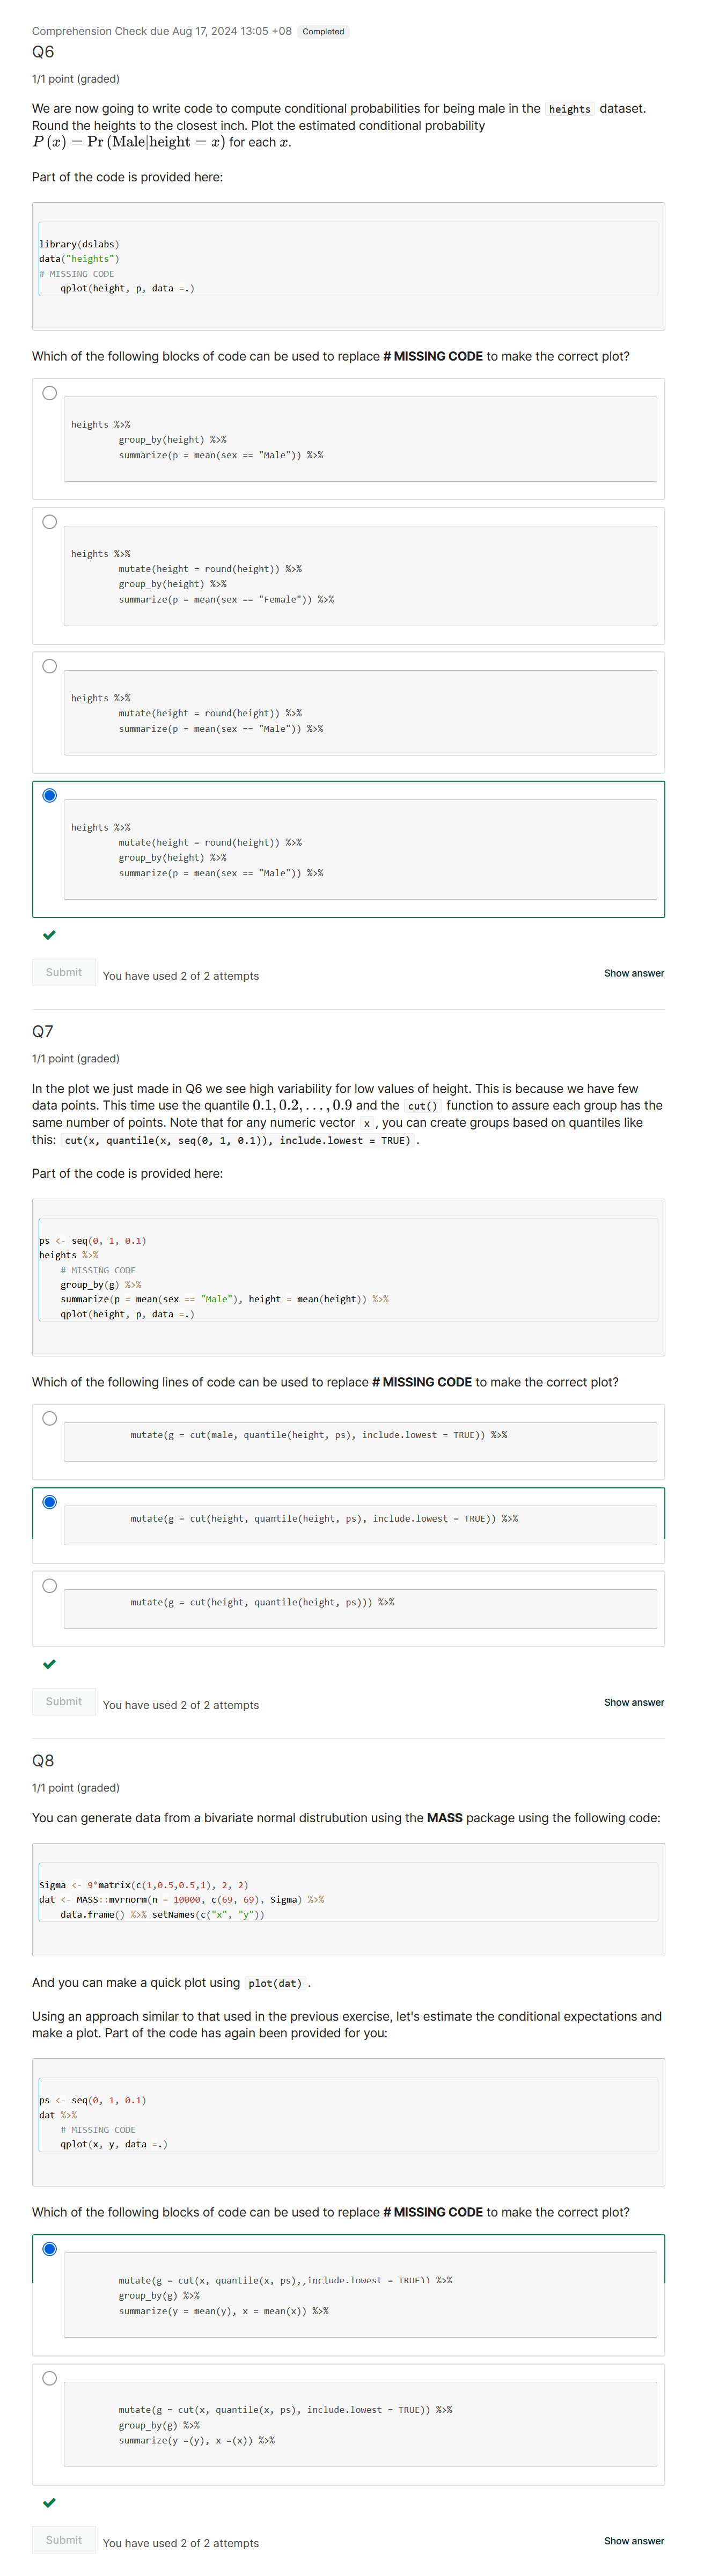 Comprehension Check due Aug 17, 2024 13:05 +08 Completed
Q6
1/1 point (graded)
We are now going to write code to compute conditional probabilities for being male in the heights dataset.
Round the heights to the closest inch. Plot the estimated conditional probability
P (x) = Pr (Male|height = x) for each x.
Part of the code is provided here:
library(dslabs)
data("heights")
# MISSING CODE
    qplot(height, p, data =.)
Which of the following blocks of code can be used to replace # MISSING CODE to make the correct plot?
heights %>%
        group_by(height) %>%
        summarize(p = mean(sex == "Male")) %>%
heights %>%
        mutate(height = round(height)) %>%
        group_by(height) %>%
        summarize(p = mean(sex == "Female")) %>%
heights %>%
        mutate(height = round(height)) %>%
        summarize(p = mean(sex == "Male")) %>%
heights %>%
        mutate(height = round(height)) %>%
        group_by(height) %>%
        summarize(p = mean(sex == "Male")) %>%
Submit You have used 2 of 2 attempts Show answer
Q7
1/1 point (graded)
In the plot we just made in Q6 we see high variability for low values of height. This is because we have few
data points. This time use the quantile 0.1, 0.2, . . . , 0.9 and the cut() function to assure each group has the
same number of points. Note that for any numeric vector x , you can create groups based on quantiles like
this: cut(x, quantile(x, seq(0, 1, 0.1)), include.lowest = TRUE) .
Part of the code is provided here:
ps <- seq(0, 1, 0.1)
heights %>%
    # MISSING CODE
    group_by(g) %>%
    summarize(p = mean(sex == "Male"), height = mean(height)) %>%
    qplot(height, p, data =.)
Which of the following lines of code can be used to replace # MISSING CODE to make the correct plot?
mutate(g = cut(male, quantile(height, ps), include.lowest = TRUE)) %>%
mutate(g = cut(height, quantile(height, ps), include.lowest = TRUE)) %>%
mutate(g = cut(height, quantile(height, ps))) %>%
Submit You have used 2 of 2 attempts Show answer
Q8
1/1 point (graded)
You can generate data from a bivariate normal distrubution using the MASS package using the following code:
Sigma <- 9*matrix(c(1,0.5,0.5,1), 2, 2)
dat <- MASS::mvrnorm(n = 10000, c(69, 69), Sigma) %>%
    data.frame() %>% setNames(c("x", "y"))
And you can make a quick plot using plot(dat) .
Using an approach similar to that used in the previous exercise, let's estimate the conditional expectations and
make a plot. Part of the code has again been provided for you:
ps <- seq(0, 1, 0.1)
dat %>%
    # MISSING CODE
    qplot(x, y, data =.)
Which of the following blocks of code can be used to replace # MISSING CODE to make the correct plot?
mutate(g = cut(x, quantile(x, ps), include.lowest = TRUE)) %>%
group_by(g) %>%
summarize(y = mean(y), x = mean(x)) %>%
mutate(g = cut(x, quantile(x, ps), include.lowest = TRUE)) %>%
group_by(g) %>%
summarize(y =(y), x =(x)) %>%
Submit You have used 2 of 2 attempts Show answer